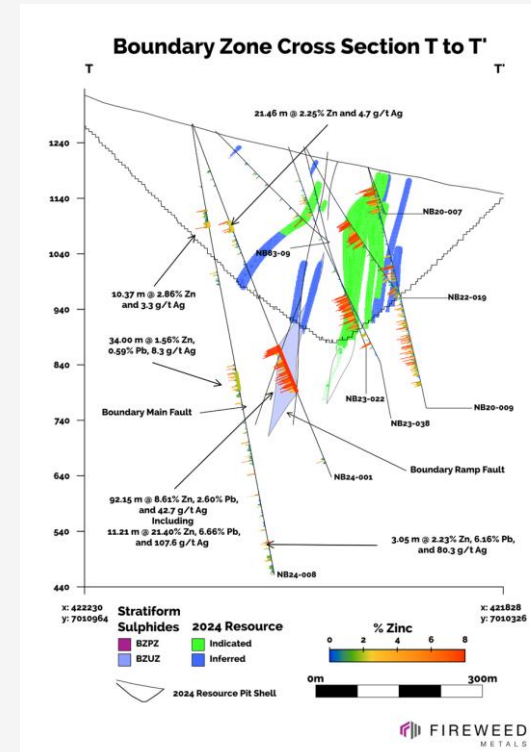 Boundary Zone Cross Section T to T'
T
T'
21.46 m @ 2.25% Zn and 4.7 g/t Ag
1240
1140
1040
940
840
740
640
540
440
NB20-007
NB83-09
NB22-019
10.37 m @ 2.86% Zn
and 3.3 g/t Ag
34.00 m @ 1.56% Zn,
0.59% Pb, 8.3 g/t Ag
Boundary Main Fault
NB23-022
NB20-009
NB23-038
Boundary Ramp Fault
NB24-001
92.15 m @ 8.61% Zn, 2.60% Pb,
and 42.7 g/t Ag
Including
11.21 m @ 21.40% Zn, 6.66% Pb,
and 107.6 g/t Ag
3.05 m @ 2.23% Zn, 6.16% Pb,
and 80.3 g/t Ag
NB24-008
x: 422230
y: 7010964
x: 421828
y: 7010326
Stratiform
Sulphides
BZPZ
BZUZ
2024 Resource
Indicated
Inferred
2024 Resource Pit Shell
% Zinc
0 2 4 6 8
0m 300m
FIREWEED
METALS